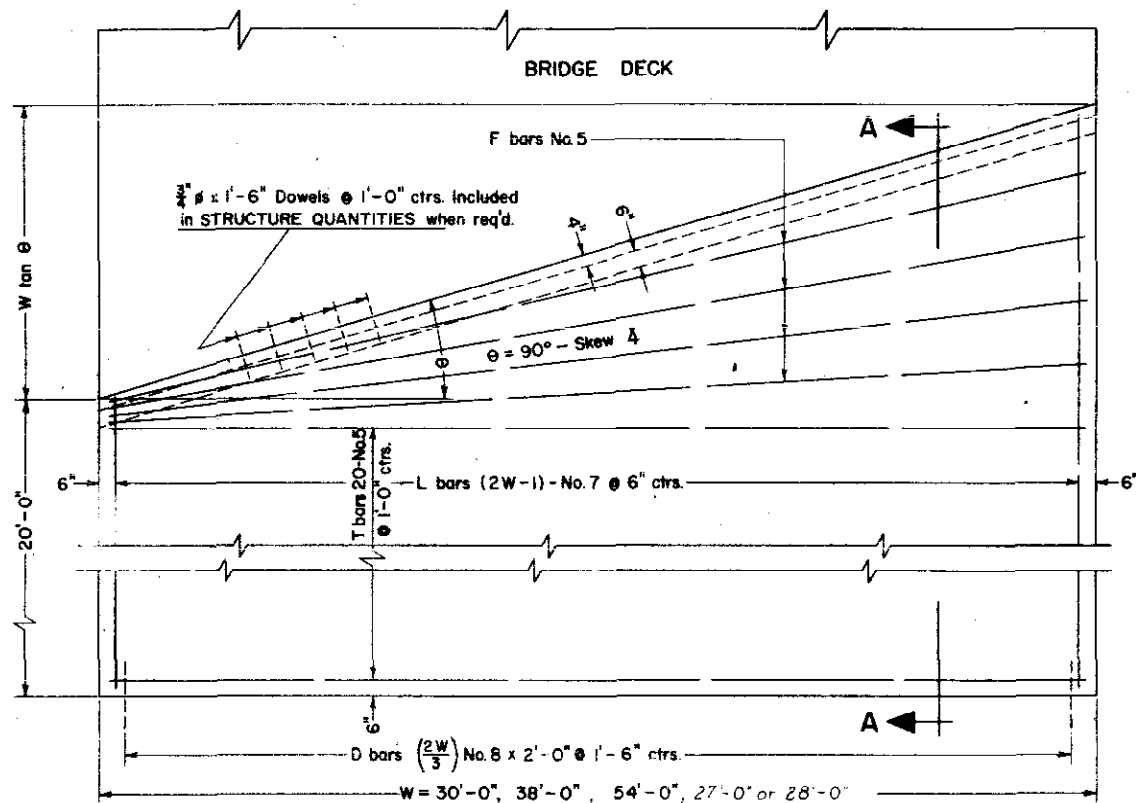 BRIDGE DECK
A
F bars No.5
3/4" ø x 1'-6" Dowels @ 1'-0" ctrs. Included
in STRUCTURE QUANTITIES when req'd.
4"
6"
W tan θ
θ
θ = 90° - Skew ∡
6"
T bars 20-No.5
@ 1'-0" ctrs.
L bars (2W-1) - No. 7 @ 6" ctrs.
6"
20'-0"
6"
A
D bars (2W/3) No. 8 x 2'-0" @ 1'-6" ctrs.
W = 30'-0", 38'-0", 54'-0", 27'-0" or 28'-0"